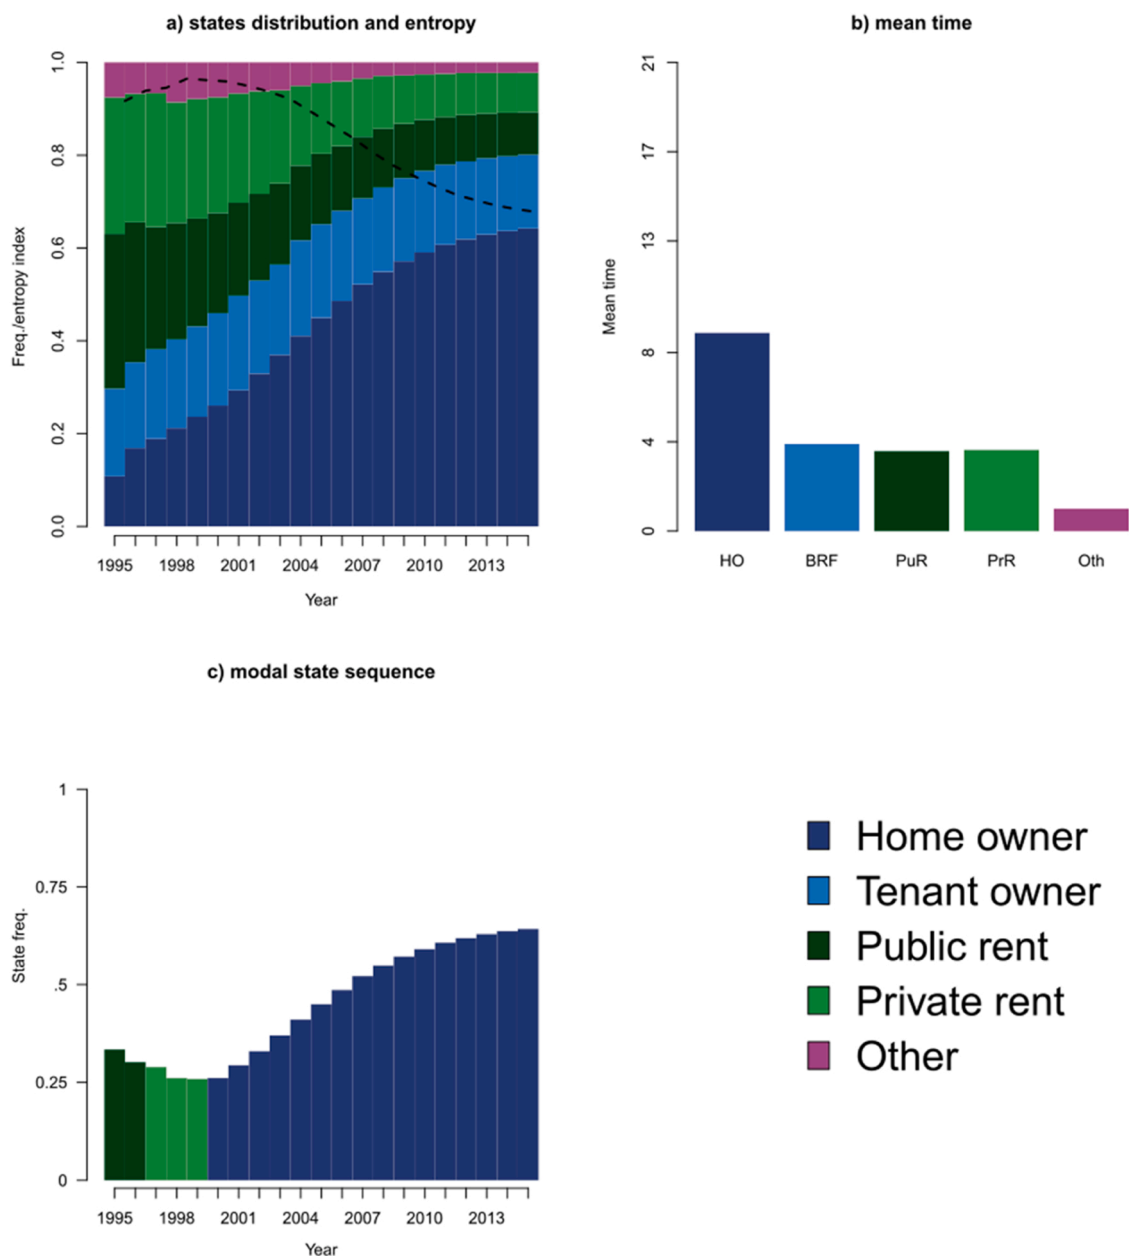 a) states distribution and entropy
Freq./entropy index
1.0
0.8
0.6
0.4
0.2
0.0
1995 1998 2001 2004 2007 2010 2013
Year
b) mean time
Mean time
21
17
13
8
4
0
HO BRF PuR PrR Oth
c) modal state sequence
State freq.
1
0.75
.5
0.25
0
1995 1998 2001 2004 2007 2010 2013
Year
Home owner
Tenant owner
Public rent
Private rent
Other